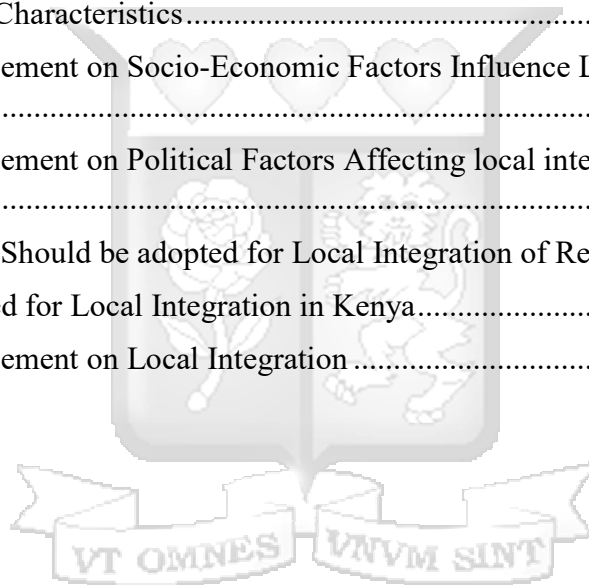 Characteristics..................................................
ement on Socio-Economic Factors Influence L
..........................................................................
ement on Political Factors Affecting local inte
..........................................................................
Should be adopted for Local Integration of Re
ed for Local Integration in Kenya......................
ement on Local Integration ..............................
VT OMNES VNVM SINT